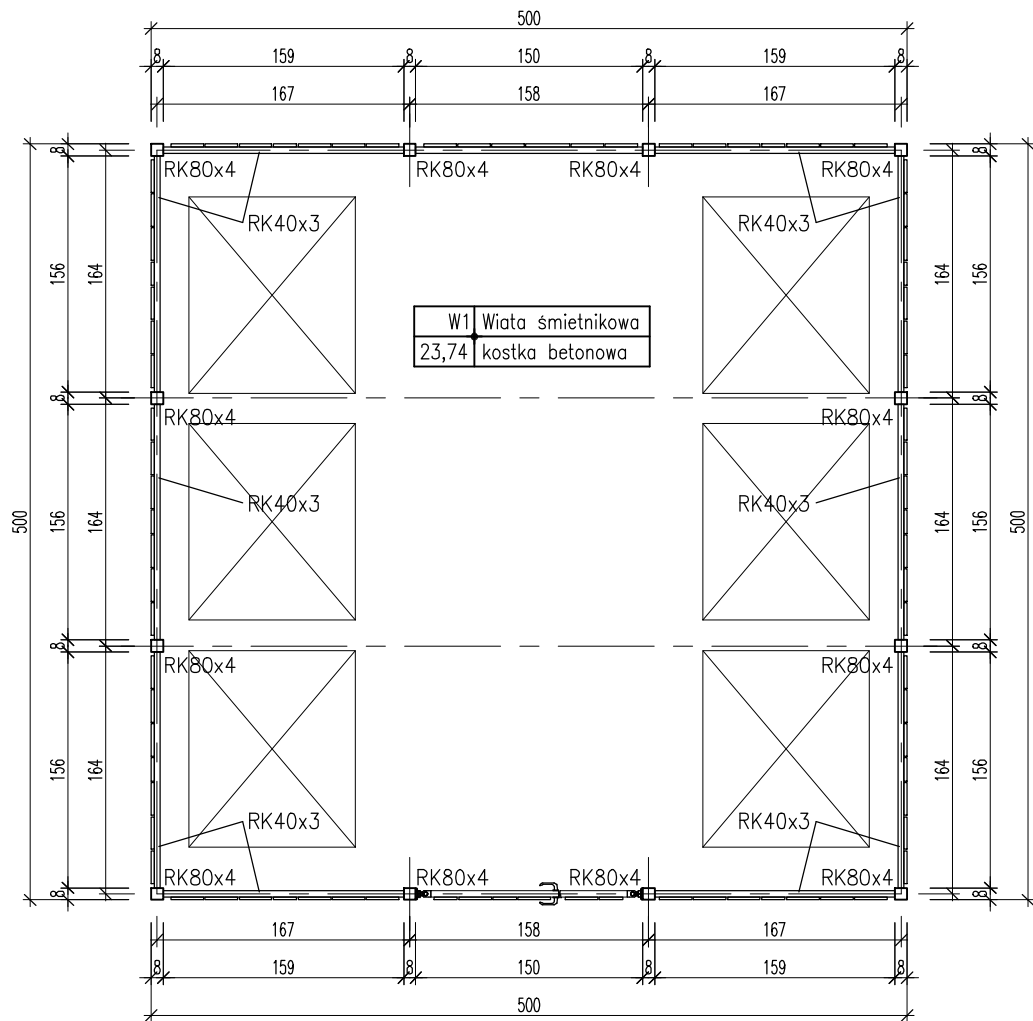 500
8 159 8 150 8 159 8
167 158 167
8 8
RK80x4 RK80x4 RK80x4 RK80x4
RK40x3 RK40x3
156 164 164 156
W1 Wiata śmietnikowa
23,74 kostka betonowa
8 8
RK80x4 RK80x4
RK40x3 RK40x3
500 156 164 164 156 500
8 8
RK80x4 RK80x4
156 164 164 156
RK40x3 RK40x3
RK80x4 RK80x4 RK80x4 RK80x4
8 8
167 158 167
8 159 8 150 8 159 8
500